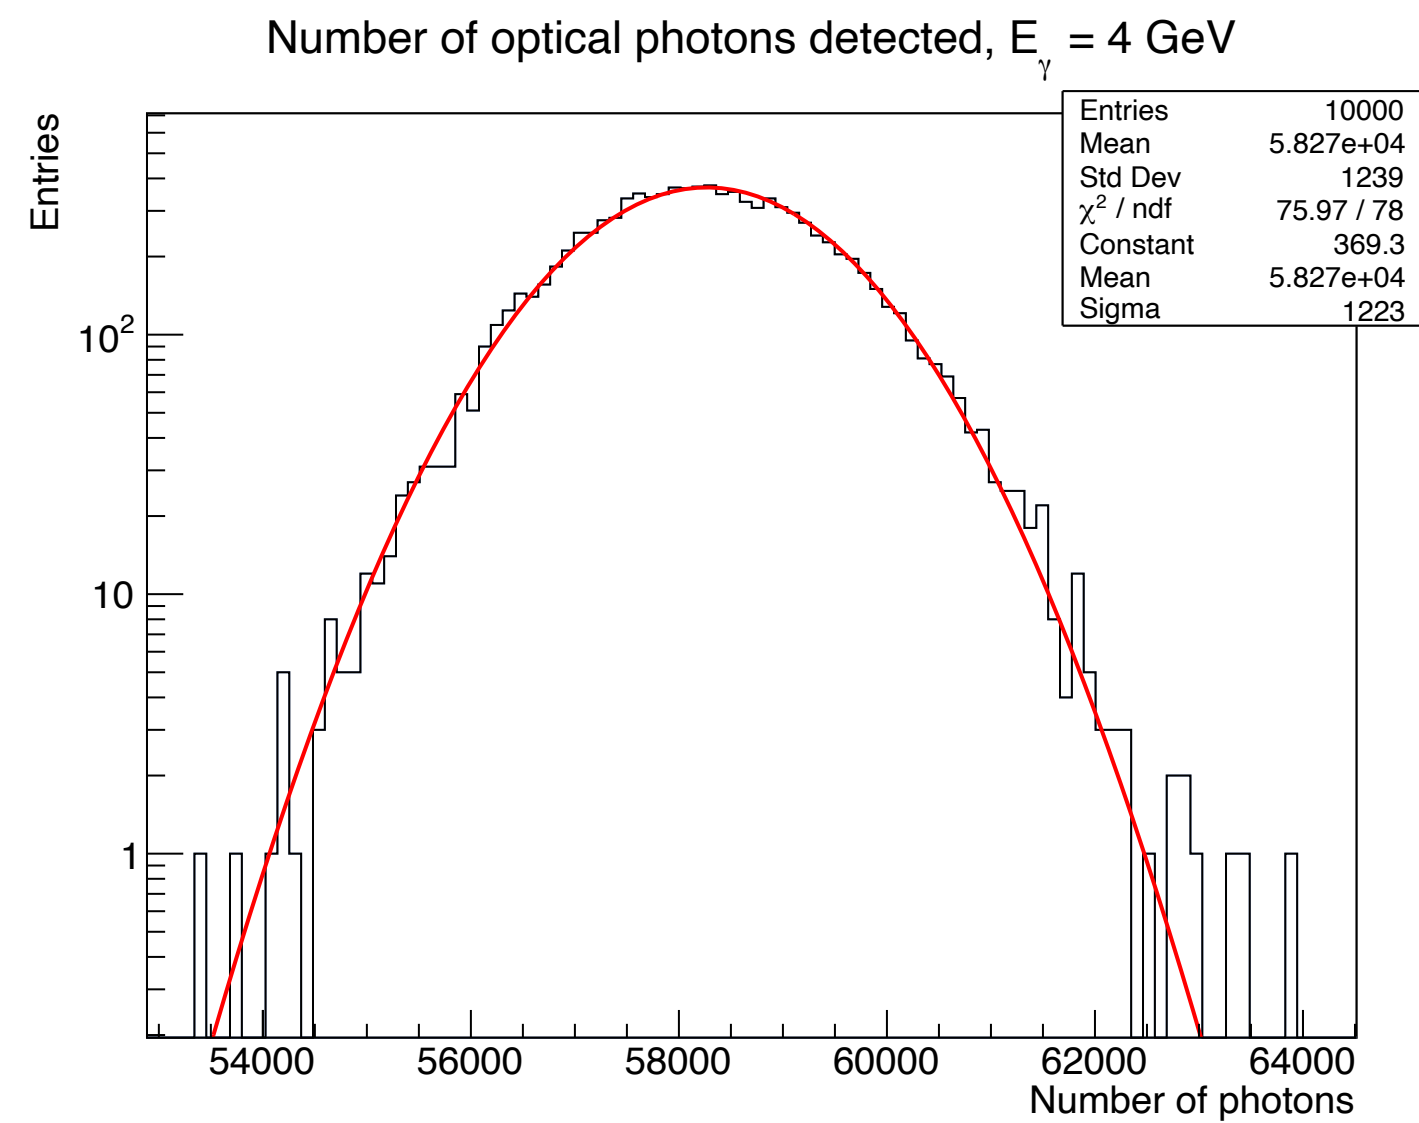 Number of optical photons detected, E_γ = 4 GeV
Entries
Entries 10000
Mean 5.827e+04
Std Dev 1239
χ² / ndf 75.97 / 78
Constant 369.3
Mean 5.827e+04
Sigma 1223
10²
10
1
54000 56000 58000 60000 62000 64000
Number of photons